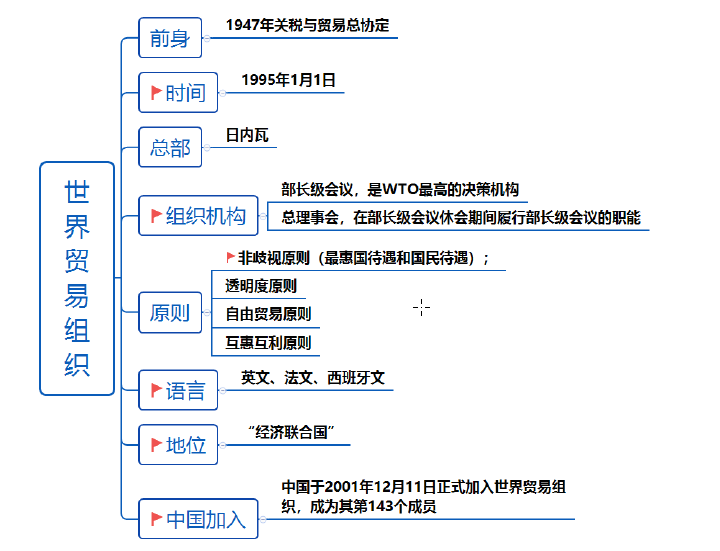 世界贸易组织
前身
1947年关税与贸易总协定
时间
1995年1月1日
总部
日内瓦
组织机构
部长级会议，是WTO最高的决策机构
总理事会，在部长级会议休会期间履行部长级会议的职能
原则
非歧视原则（最惠国待遇和国民待遇）；
透明度原则
自由贸易原则
互惠互利原则
语言
英文、法文、西班牙文
地位
“经济联合国”
中国加入
中国于2001年12月11日正式加入世界贸易组
织，成为其第143个成员